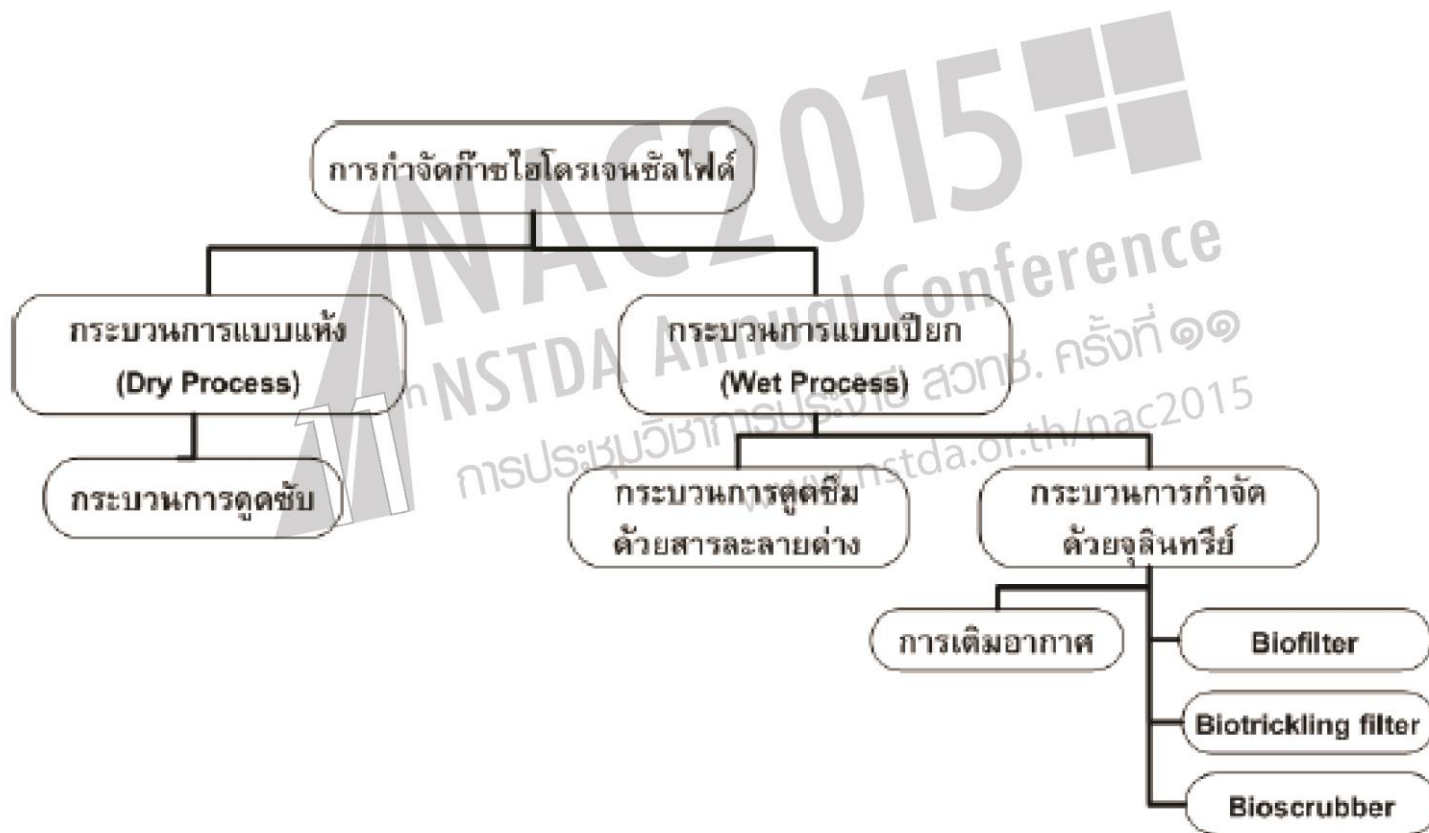 NAC2015
11th NSTDA Annual Conference
การประชุมวิชาการประจำปี สวทช. ครั้งที่ ๑๑
www.nstda.or.th/nac2015
การกำจัดก๊าซไฮโดรเจนซัลไฟด์
กระบวนการแบบแห้ง
(Dry Process)
กระบวนการแบบเปียก
(Wet Process)
กระบวนการดูดซับ
กระบวนการดูดซึม
ด้วยสารละลายด่าง
กระบวนการกำจัด
ด้วยจุลินทรีย์
การเติมอากาศ
Biofilter
Biotrickling filter
Bioscrubber